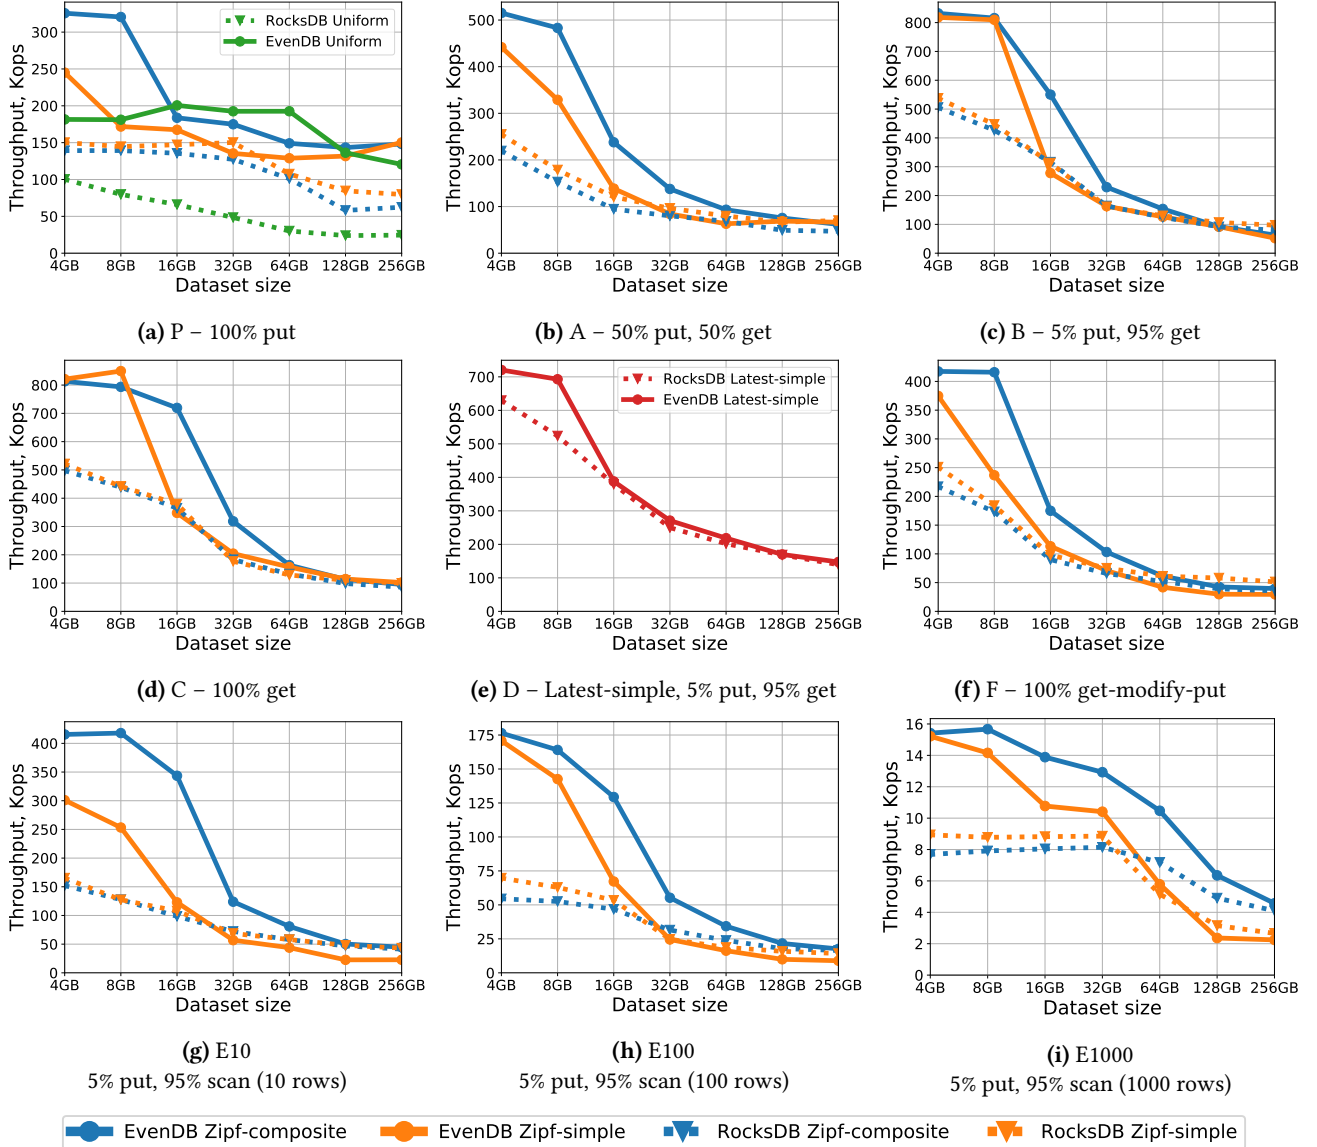 Throughput, Kops
300
250
200
150
100
50
0
4GB 8GB 16GB 32GB 64GB 128GB 256GB
Dataset size
RocksDB Uniform
EvenDB Uniform
(a) P – 100% put
Throughput, Kops
500
400
300
200
100
0
4GB 8GB 16GB 32GB 64GB 128GB 256GB
Dataset size
(b) A – 50% put, 50% get
Throughput, Kops
800
700
600
500
400
300
200
100
0
4GB 8GB 16GB 32GB 64GB 128GB 256GB
Dataset size
(c) B – 5% put, 95% get
Throughput, Kops
800
700
600
500
400
300
200
100
0
4GB 8GB 16GB 32GB 64GB 128GB 256GB
Dataset size
(d) C – 100% get
Throughput, Kops
700
600
500
400
300
200
100
0
4GB 8GB 16GB 32GB 64GB 128GB 256GB
Dataset size
RocksDB Latest-simple
EvenDB Latest-simple
(e) D – Latest-simple, 5% put, 95% get
Throughput, Kops
400
350
300
250
200
150
100
50
0
4GB 8GB 16GB 32GB 64GB 128GB 256GB
Dataset size
(f) F – 100% get-modify-put
Throughput, Kops
400
350
300
250
200
150
100
50
0
4GB 8GB 16GB 32GB 64GB 128GB 256GB
Dataset size
(g) E10
5% put, 95% scan (10 rows)
Throughput, Kops
175
150
125
100
75
50
25
0
4GB 8GB 16GB 32GB 64GB 128GB 256GB
Dataset size
(h) E100
5% put, 95% scan (100 rows)
Throughput, Kops
16
14
12
10
8
6
4
2
0
4GB 8GB 16GB 32GB 64GB 128GB 256GB
Dataset size
(i) E1000
5% put, 95% scan (1000 rows)
EvenDB Zipf-composite EvenDB Zipf-simple RocksDB Zipf-composite RocksDB Zipf-simple